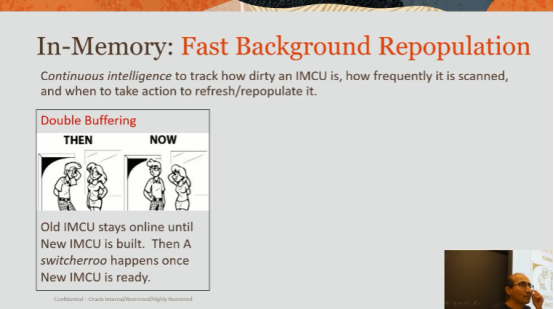 In-Memory: Fast Background Repopulation
Continuous intelligence to track how dirty an IMCU is, how frequently it is scanned,
and when to take action to refresh/repopulate it.
Double Buffering
THEN NOW
Old IMCU stays online until
New IMCU is built. Then A
switcherroo happens once
New IMCU is ready.
Confidential – Oracle Internal/Restricted/Highly Restricted